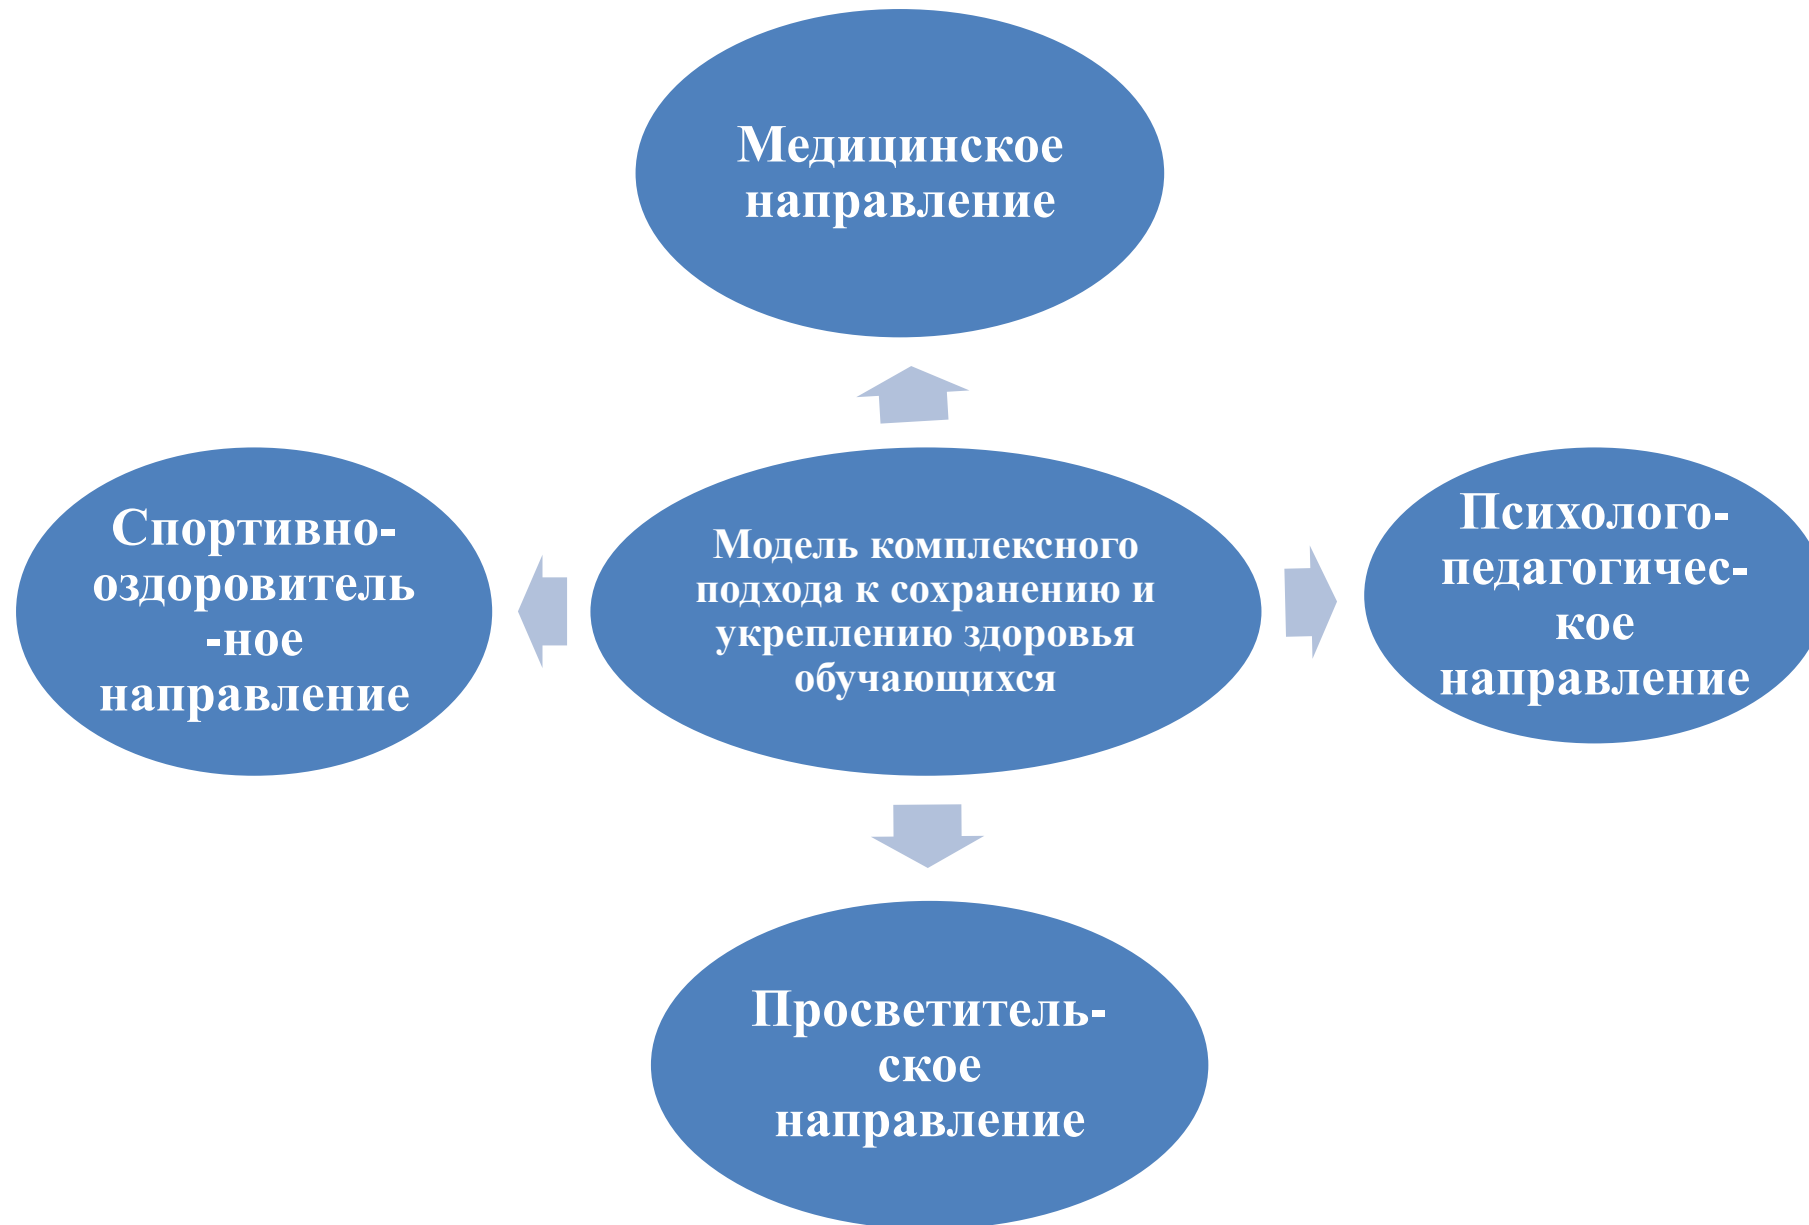 Медицинское
направление
Спортивно-
оздоровитель
-ное
направление
Модель комплексного
подхода к сохранению и
укреплению здоровья
обучающихся
Психолого-
педагогичес-
кое
направление
Просветитель-
ское
направление